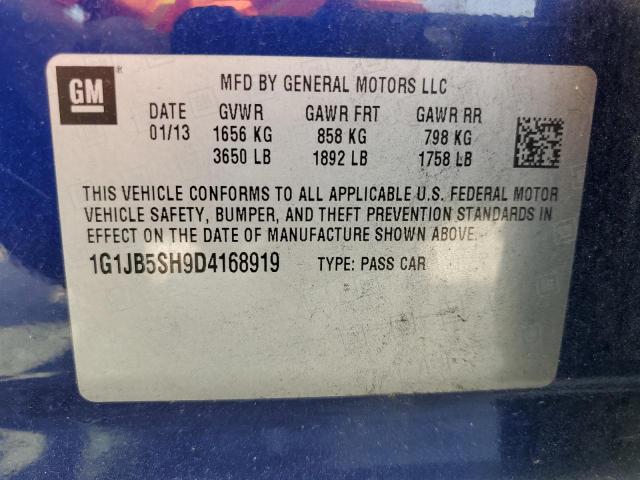 GM ® MFD BY GENERAL MOTORS LLC
DATE GVWR GAWR FRT GAWR RR
01/13 1656 KG 858 KG 798 KG
3650 LB 1892 LB 1758 LB
THIS VEHICLE CONFORMS TO ALL APPLICABLE U.S. FEDERAL MOTOR
VEHICLE SAFETY, BUMPER, AND THEFT PREVENTION STANDARDS IN
EFFECT ON THE DATE OF MANUFACTURE SHOWN ABOVE.
1G1JB5SH9D4168919 TYPE: PASS CAR